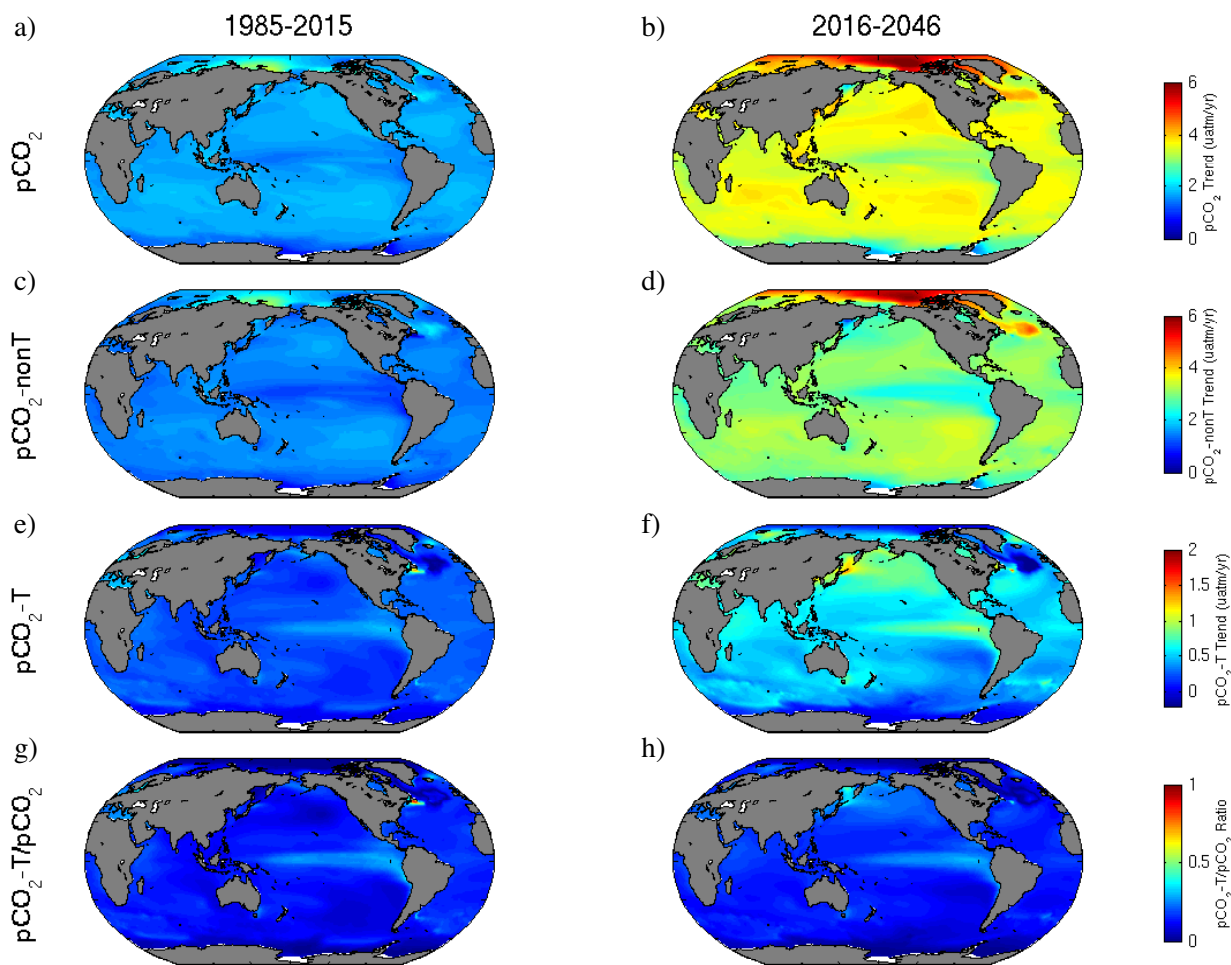 a) 1985-2015 b) 2016-2046
pCO2
6
4
2
0
pCO2 Trend (uatm/yr)
c) d)
pCO2-nonT
6
4
2
0
pCO2-nonT Trend (uatm/yr)
e) f)
pCO2-T
2
1.5
1
0.5
0
pCO2-T Trend (uatm/yr)
g) h)
pCO2-T/pCO2
1
0.5
0
pCO2-T/pCO2 Ratio